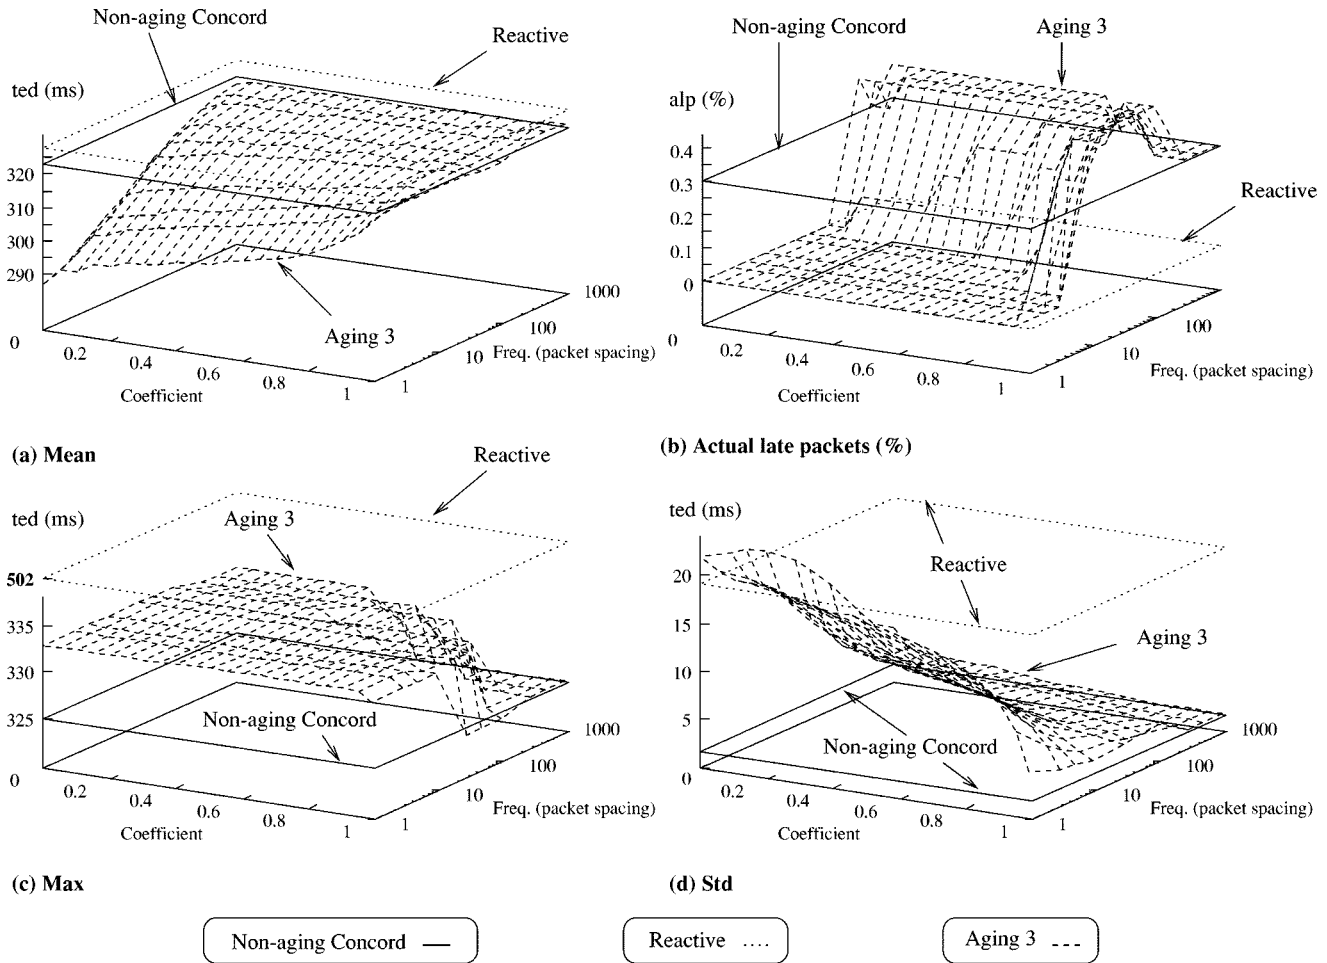 Non-aging Concord
Reactive
ted (ms)
320
310
300
290
0
0.2
0.4
0.6
0.8
1
Coefficient
1
10
100
1000
Freq. (packet spacing)
Aging 3
(a) Mean
Non-aging Concord
Aging 3
alp (%)
0.4
0.3
0.2
0.1
0
0
Reactive
0.2
0.4
0.6
0.8
1
Coefficient
1
10
100
Freq. (packet spacing)
(b) Actual late packets (%)
Reactive
ted (ms)
Aging 3
502
335
330
325
0
Non-aging Concord
0.2
0.4
0.6
0.8
1
Coefficient
1
10
100
1000
Freq. (packet spacing)
(c) Max
ted (ms)
Reactive
20
15
10
5
0
Aging 3
Non-aging Concord
0.2
0.4
0.6
0.8
1
Coefficient
1
10
100
1000
Freq. (packet spacing)
(d) Std
Non-aging Concord
Reactive
Aging 3